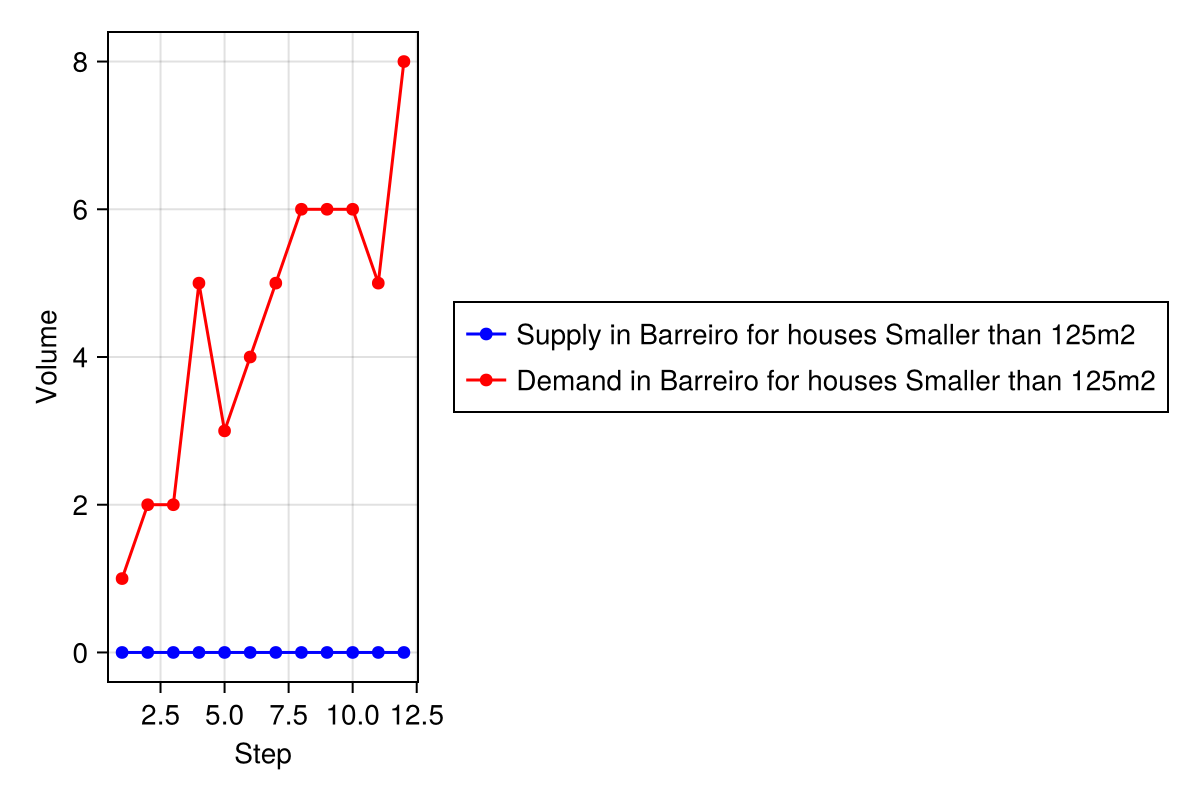 8
6
4
2
0
Volume
2.5 5.0 7.5 10.0 12.5
Step
Supply in Barreiro for houses Smaller than 125m2
Demand in Barreiro for houses Smaller than 125m2